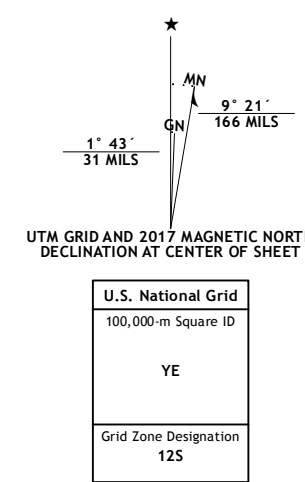 ★
MN
GN
9° 21´
166 MILS
1° 43´
31 MILS
UTM GRID AND 2017 MAGNETIC NORT
DECLINATION AT CENTER OF SHEET
U.S. National Grid
100,000-m Square ID
YE
Grid Zone Designation
12S